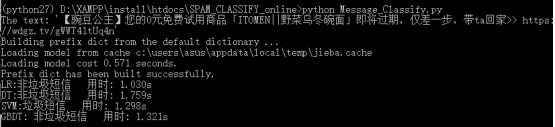 (python27) D:\XAMPP\install\htdocs\SPAM_CLASSIFY_online>python Message_Classify.py
The text: '【豌豆公主】您的0元免费试用商品「ITOMEN||野菜乌冬碗面」即将过期，仅差一步，带ta回家>> https:
//wdgz.tv/gVWT41tUq4n'
Building prefix dict from the default dictionary ...
Loading model from cache c:\users\asus\appdata\local\temp\jieba.cache
Loading model cost 0.571 seconds.
Prefix dict has been built successfully.
LR:非垃圾短信 用时: 1.030s
DT:非垃圾短信 用时: 1.759s
SVM:垃圾短信 用时: 1.298s
GBDT: 非垃圾短信 用时: 1.321s